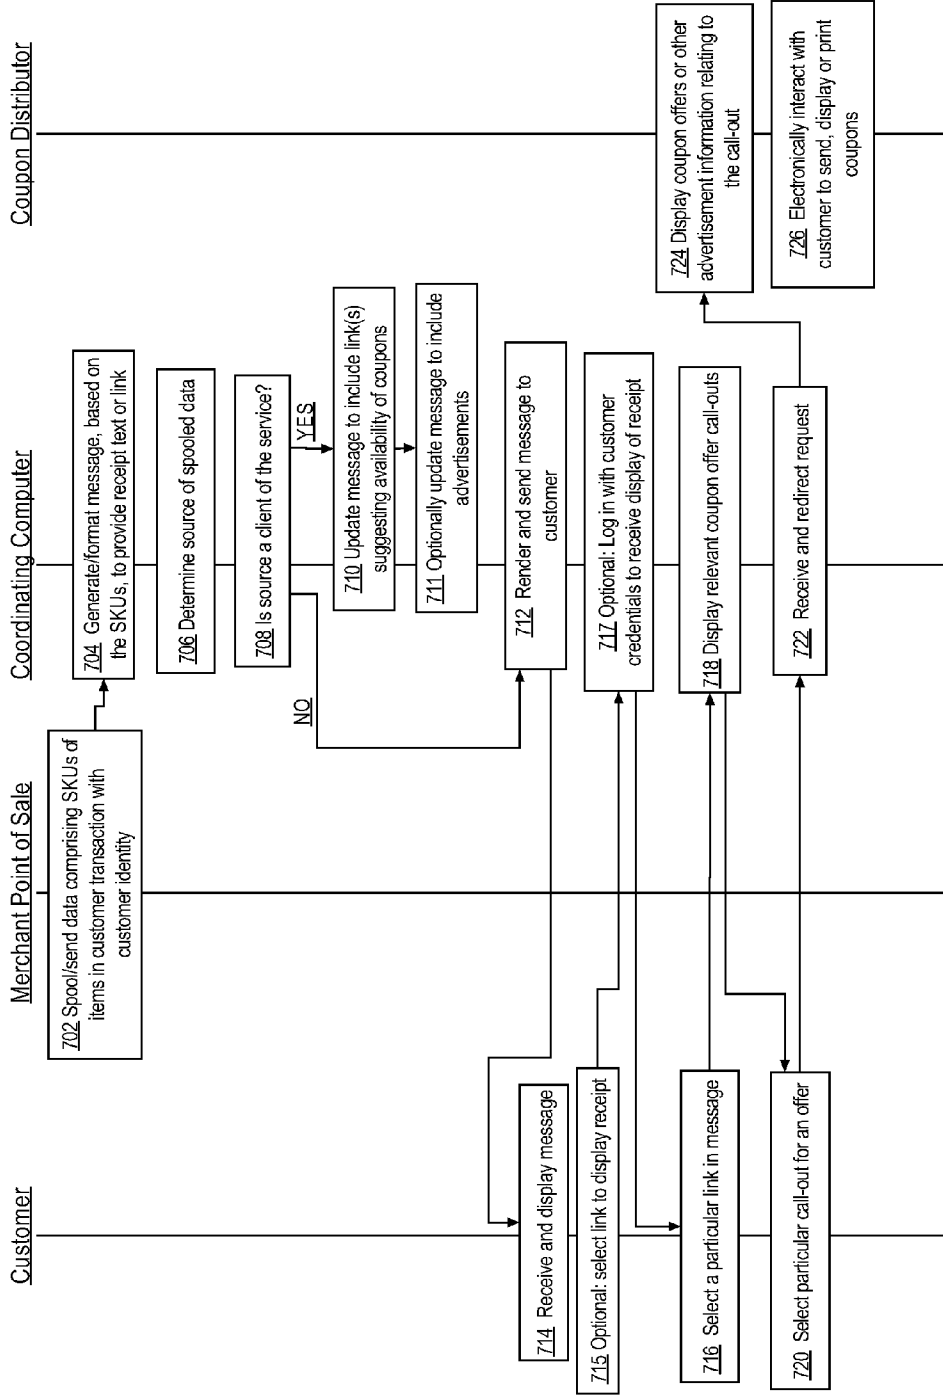 Customer
Merchant Point of Sale
Coordinating Computer
Coupon Distributor
702 Spool/send data comprising SKUs of
items in customer transaction with
customer identity
704 Generate/format message, based on
the SKUs, to provide receipt text or link
706 Determine source of spooled data
708 Is source a client of the service?
NO
YES
710 Update message to include link(s)
suggesting availability of coupons
711 Optionally update message to include
advertisements
712 Render and send message to
customer
714 Receive and display message
715 Optional: select link to display receipt
717 Optional: Log in with customer
credentials to receive display of receipt
716 Select a particular link in message
718 Display relevant coupon offer call-outs
720 Select particular call-out for an offer
722 Receive and redirect request
724 Display coupon offers or other
advertisement information relating to
the call-out
726 Electronically interact with
customer to send, display or print
coupons